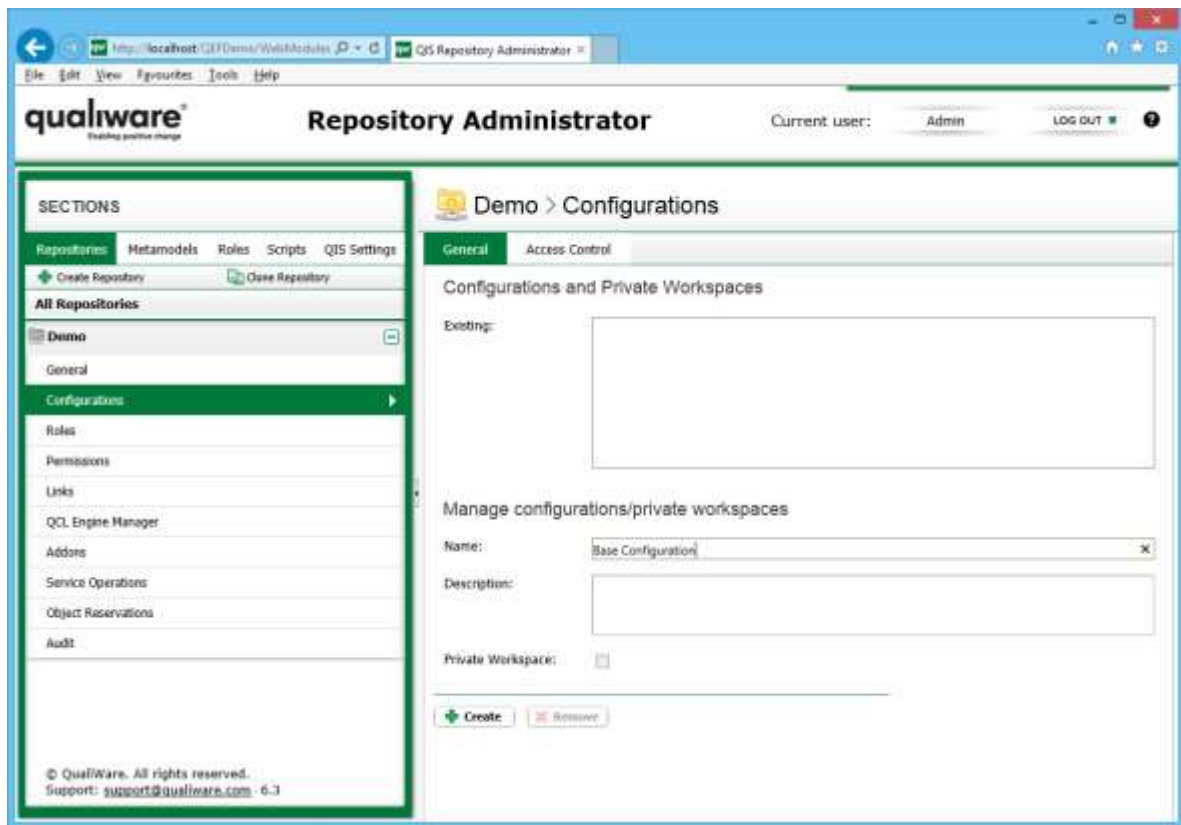 http://localhost/QEFDemo/WebModules
QIS Repository Administrator
File Edit View Favourites Tools Help
qualiware®
Enabling positive change
Repository Administrator
Current user:
Admin
LOG OUT
SECTIONS
Repositories Metamodels Roles Scripts QIS Settings
Create Repository Clone Repository
All Repositories
Demo
General
Configurations
Roles
Permissions
Links
QCL Engine Manager
Addons
Service Operations
Object Reservations
Audit
© QualiWare. All rights reserved.
Support: support@qualiware.com 6.3
Demo > Configurations
General Access Control
Configurations and Private Workspaces
Existing:
Manage configurations/private workspaces
Name: Base Configuration
Description:
Private Workspace:
Create Remove